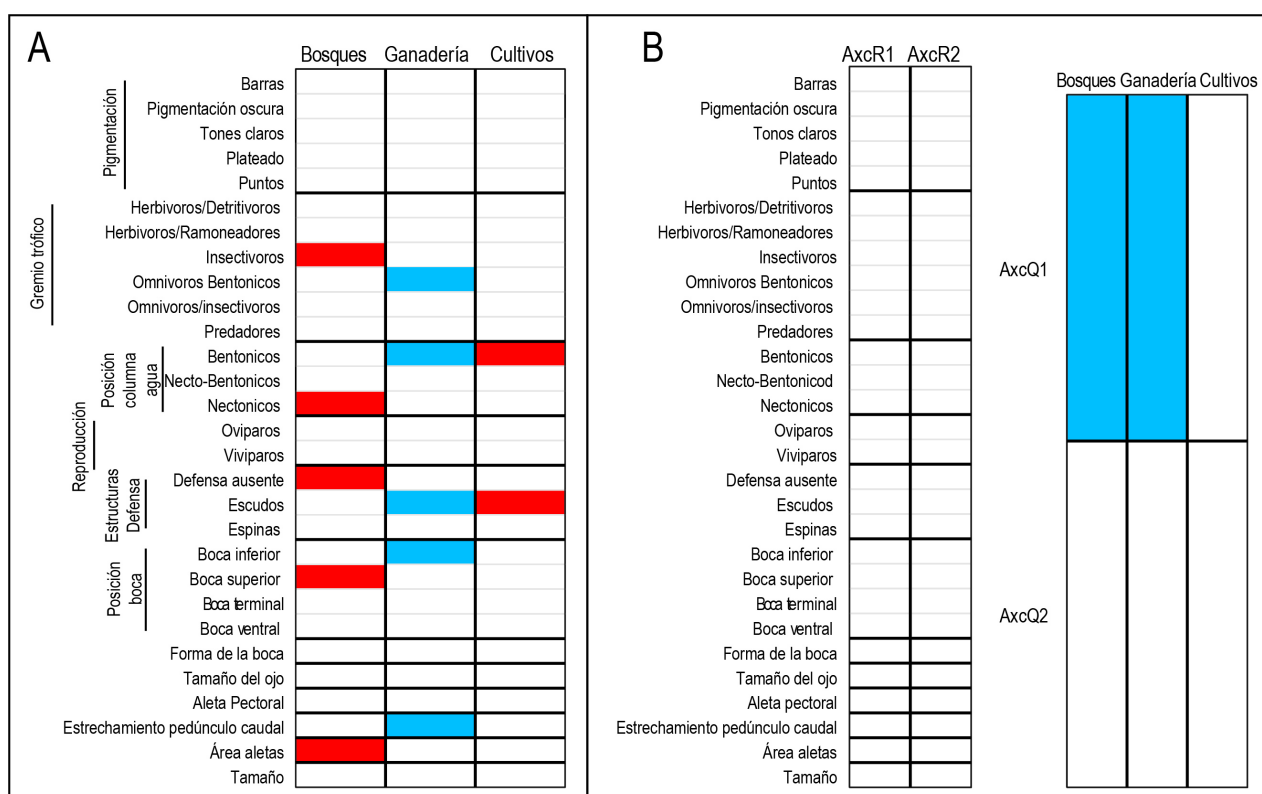 A
Bosques Ganadería Cultivos
Pigmentación
Barras
Pigmentación oscura
Tones claros
Plateado
Puntos
Gremio trófico
Herbivoros/Detritivoros
Herbivoros/Ramoneadores
Insectivoros
Omnivoros Bentonicos
Omnivoros/insectivoros
Predadores
Posición
columna
agua
Bentonicos
Necto-Bentonicos
Nectonicos
Reproducción
Oviparos
Viviparos
Estructuras
Defensa
Defensa ausente
Escudos
Espinas
Posición
boca
Boca inferior
Boca superior
Boca terminal
Boca ventral
Forma de la boca
Tamaño del ojo
Aleta Pectoral
Estrechamiento pedúnculo caudal
Área aletas
Tamaño
B
AxcR1 AxcR2
Barras
Pigmentación oscura
Tonos claros
Plateado
Puntos
Herbivoros/Detritivoros
Herbivoros/Ramoneadores
Insectivoros
Omnivoros Bentonicos
Omnivoros/insectivoros
Predadores
Bentonicos
Necto-Bentonicod
Nectonicos
Oviparos
Viviparos
Defensa ausente
Escudos
Espinas
Boca inferior
Boca superior
Boca terminal
Boca ventral
Forma de la boca
Tamaño del ojo
Aleta pectoral
Estrechamiento pedúnculo caudal
Área aletas
Tamaño
Bosques Ganadería Cultivos
AxcQ1
AxcQ2